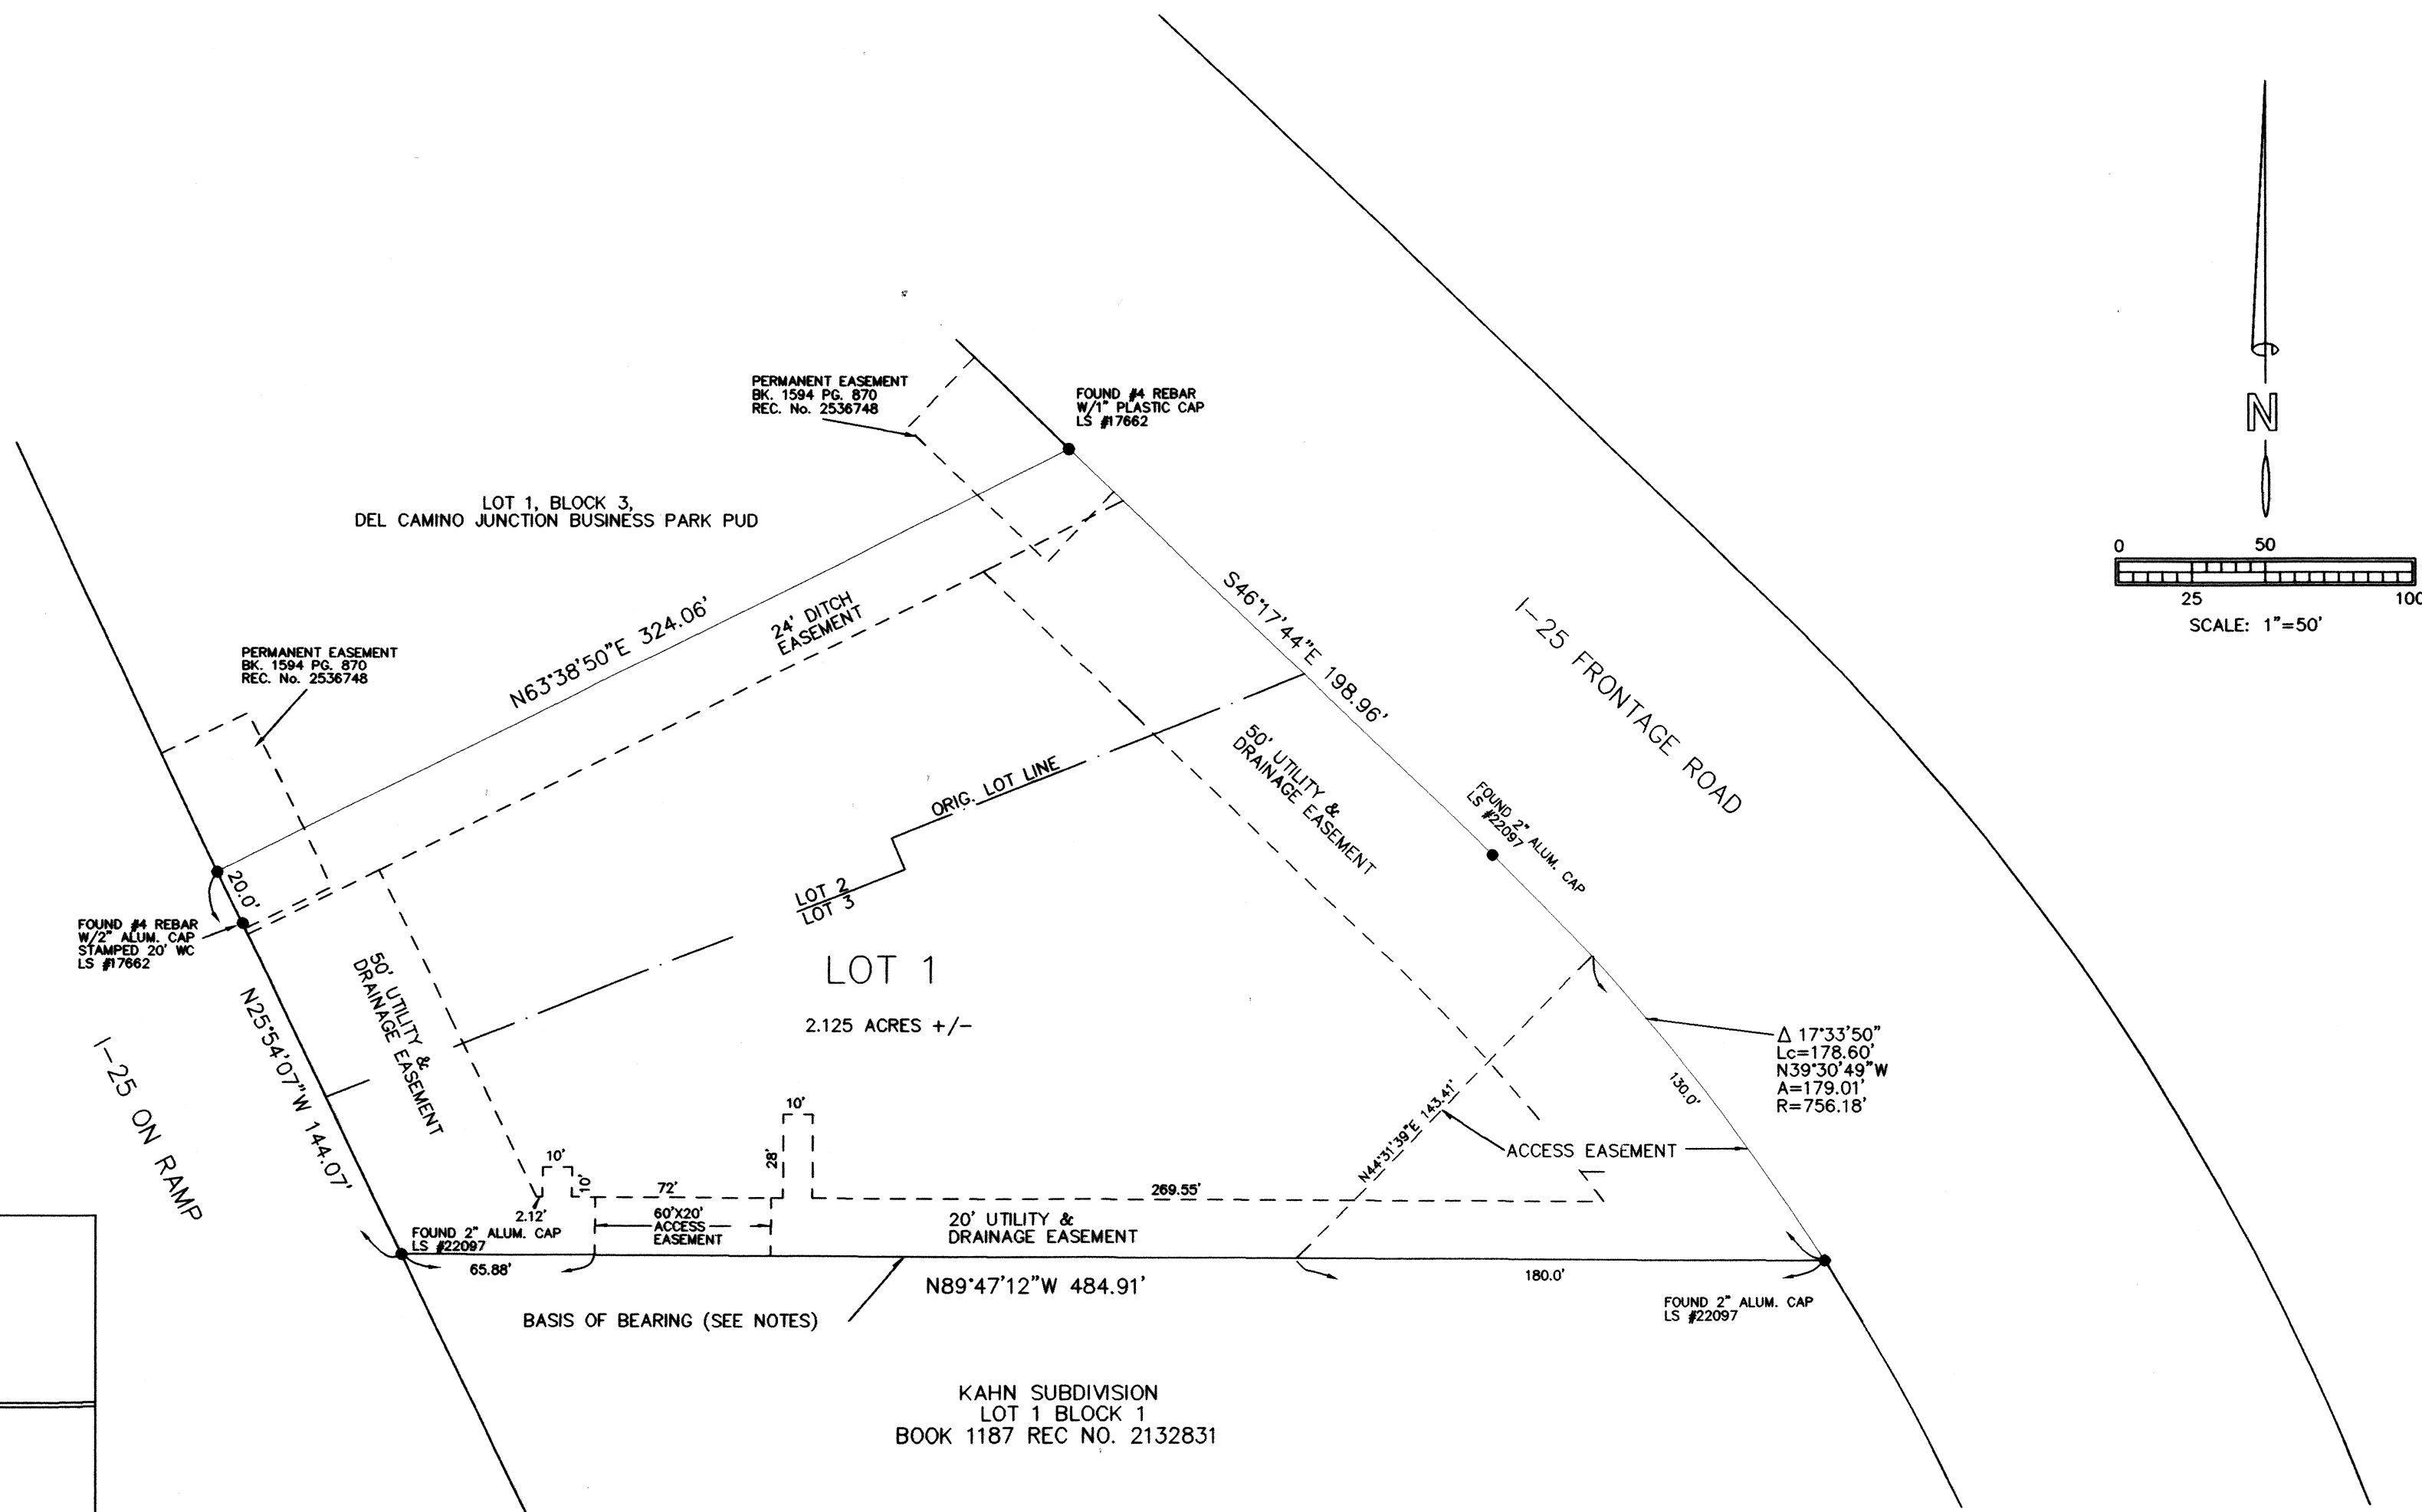 PERMANENT EASEMENT
BK. 1594 PG. 870
REC. No. 2536748
FOUND #4 REBAR
W/1" PLASTIC CAP
LS #17662
N
0 50
25 100
SCALE: 1"=50'
LOT 1, BLOCK 3,
DEL CAMINO JUNCTION BUSINESS PARK PUD
N63°38'50"E 324.06'
24' DITCH
EASEMENT
S46°17'44"E 198.96'
I-25 FRONTAGE ROAD
PERMANENT EASEMENT
BK. 1594 PG. 870
REC. No. 2536748
50' UTILITY &
DRAINAGE EASEMENT
ORIG. LOT LINE
FOUND 2" ALUM. CAP
LS #22097
LOT 2
LOT 3
20.0'
FOUND #4 REBAR
W/2" ALUM. CAP
STAMPED 20' WC
LS #17662
LOT 1
2.125 ACRES +/-
50' UTILITY &
DRAINAGE EASEMENT
N25°54'07"W 144.07'
I-25 ON RAMP
Δ 17°33'50"
Lc=178.60'
N39°30'49"W
A=179.01'
R=756.18'
130.0'
N44°31'39"E 143.41'
ACCESS EASEMENT
10'
28'
10'
10'
72'
269.55'
2.12'
60'X20'
ACCESS
EASEMENT
20' UTILITY &
DRAINAGE EASEMENT
FOUND 2" ALUM. CAP
LS #22097
65.88'
N89°47'12"W 484.91'
180.0'
BASIS OF BEARING (SEE NOTES)
FOUND 2" ALUM. CAP
LS #22097
KAHN SUBDIVISION
LOT 1 BLOCK 1
BOOK 1187 REC NO. 2132831